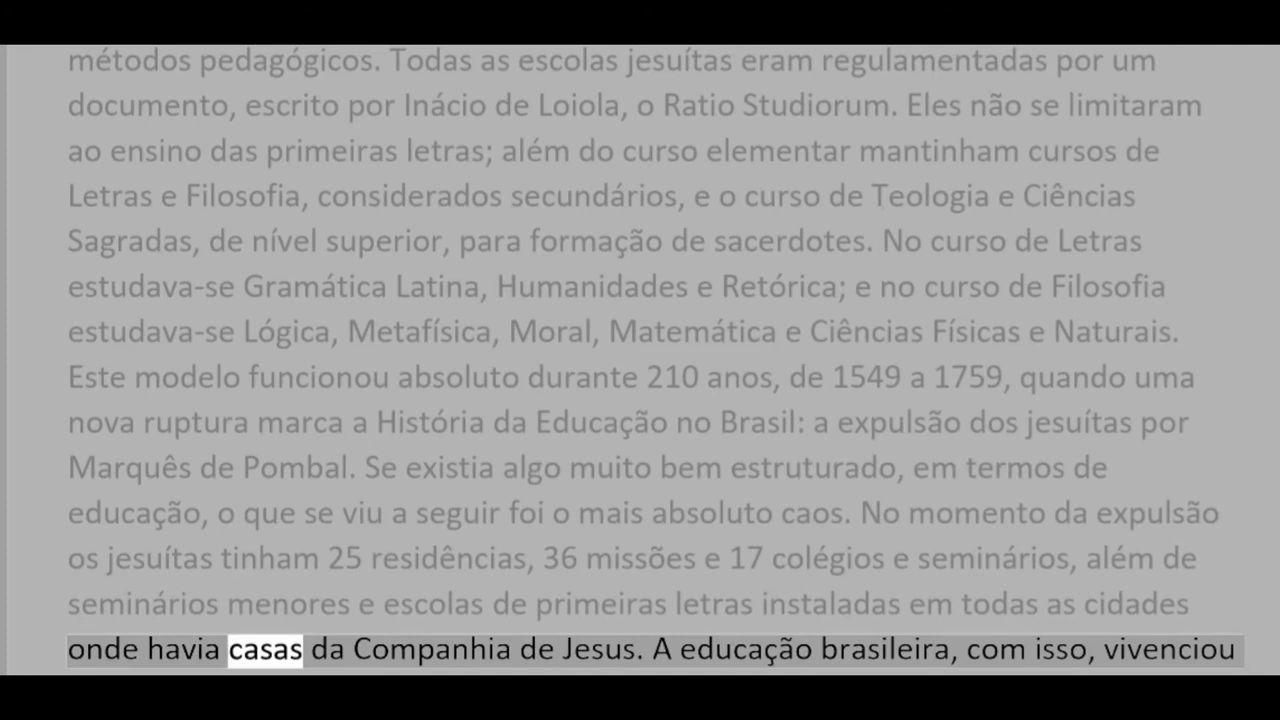 métodos pedagógicos. Todas as escolas jesuítas eram regulamentadas por um
documento, escrito por Inácio de Loiola, o Ratio Studiorum. Eles não se limitaram
ao ensino das primeiras letras; além do curso elementar mantinham cursos de
Letras e Filosofia, considerados secundários, e o curso de Teologia e Ciências
Sagradas, de nível superior, para formação de sacerdotes. No curso de Letras
estudava-se Gramática Latina, Humanidades e Retórica; e no curso de Filosofia
estudava-se Lógica, Metafísica, Moral, Matemática e Ciências Físicas e Naturais.
Este modelo funcionou absoluto durante 210 anos, de 1549 a 1759, quando uma
nova ruptura marca a História da Educação no Brasil: a expulsão dos jesuítas por
Marquês de Pombal. Se existia algo muito bem estruturado, em termos de
educação, o que se viu a seguir foi o mais absoluto caos. No momento da expulsão
os jesuítas tinham 25 residências, 36 missões e 17 colégios e seminários, além de
seminários menores e escolas de primeiras letras instaladas em todas as cidades
onde havia casas da Companhia de Jesus. A educação brasileira, com isso, vivenciou